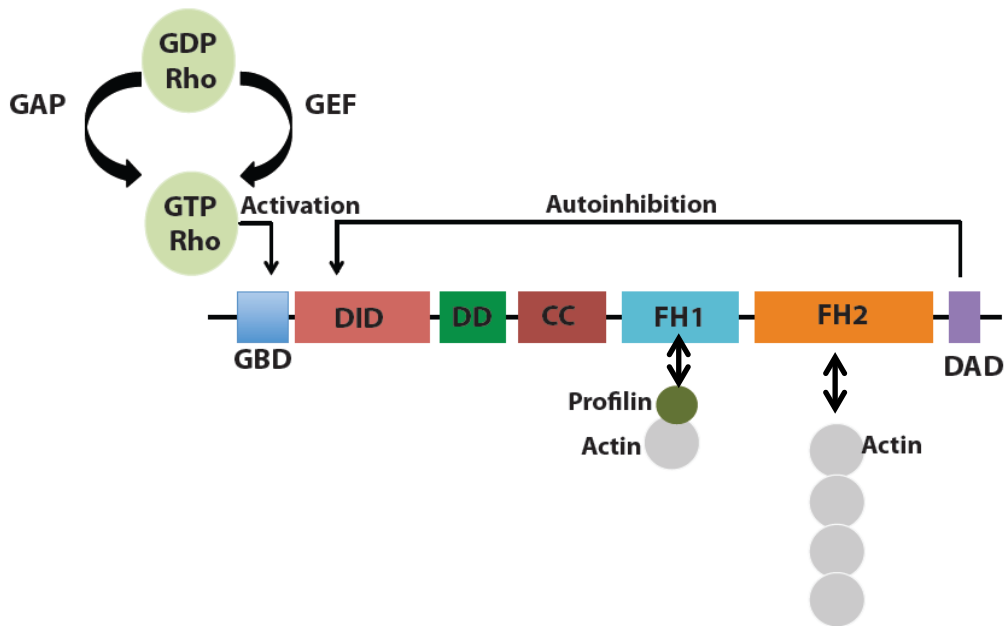 GDP
Rho
GAP
GEF
GTP
Rho
Activation
Autoinhibition
DID
DD
CC
FH1
FH2
GBD
DAD
Profilin
Actin
Actin